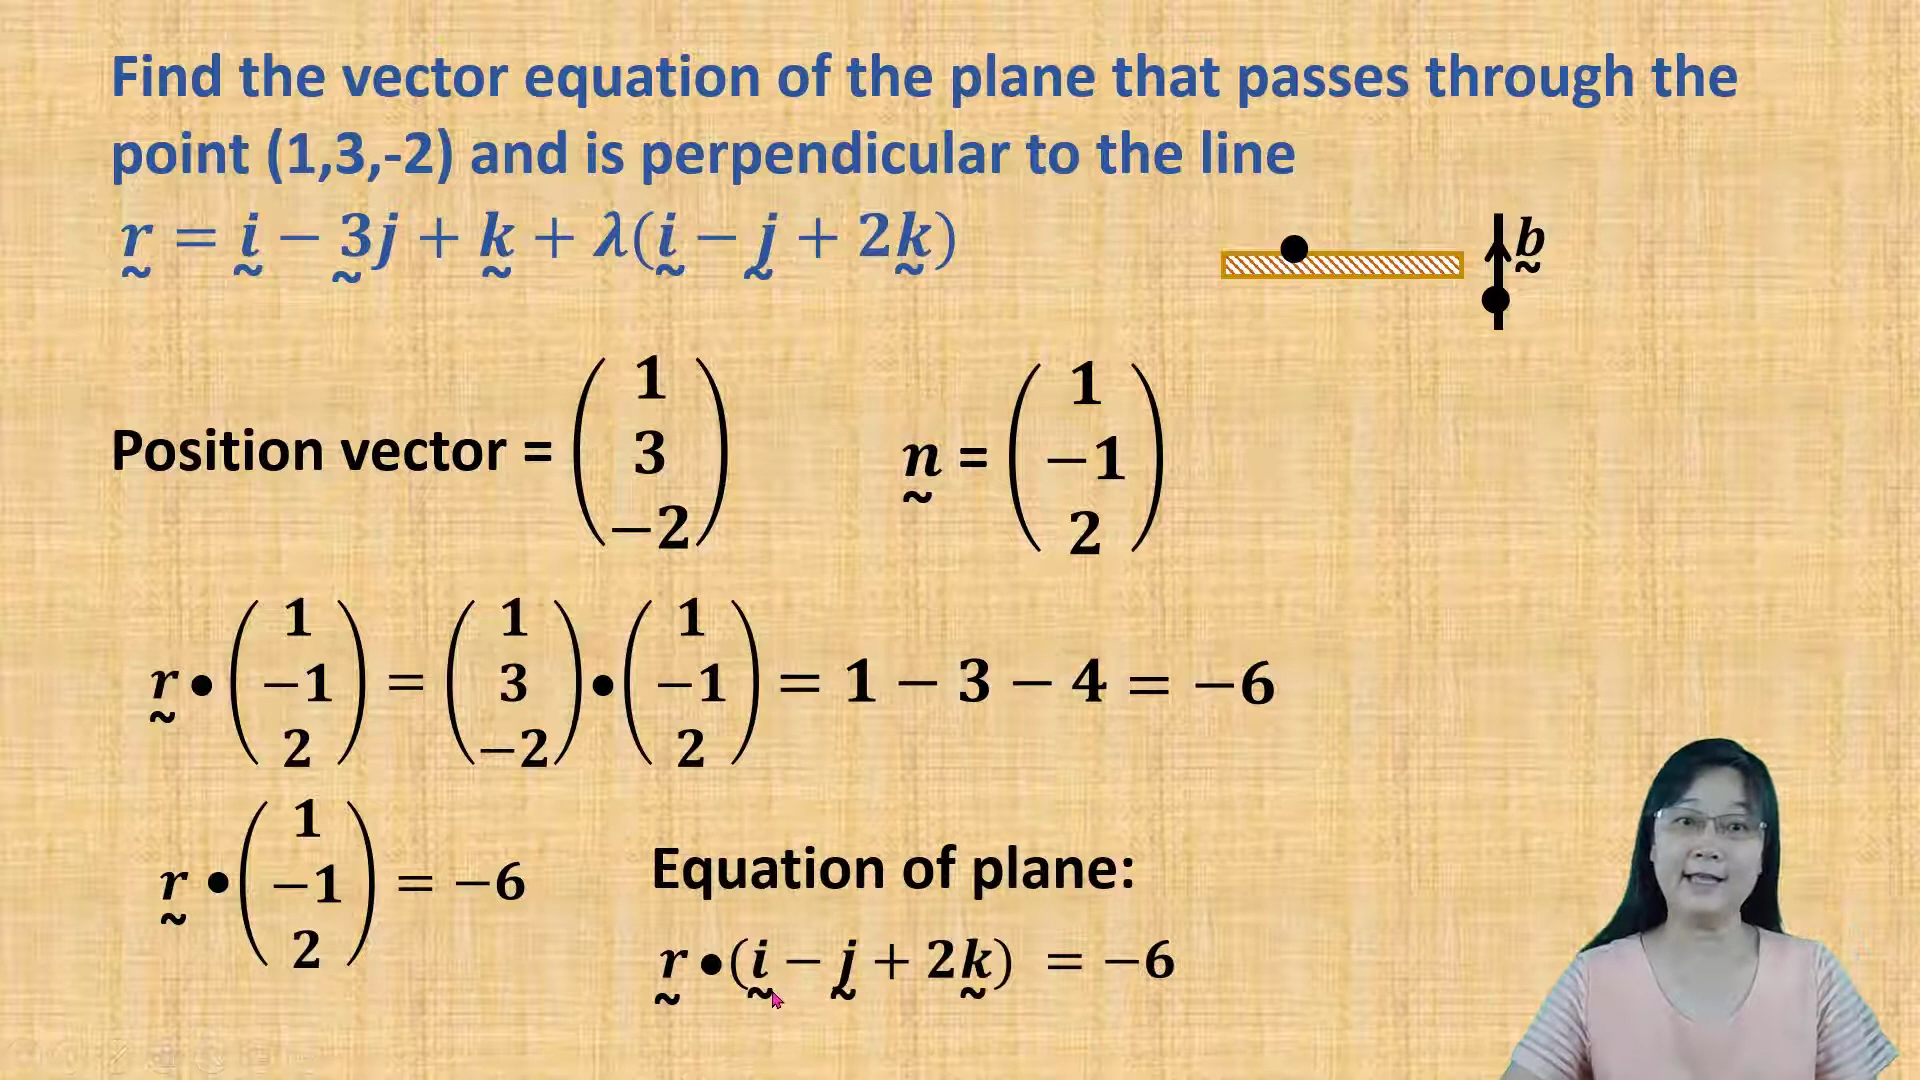 Find the vector equation of the plane that passes through the
point (1,3,-2) and is perpendicular to the line
r = i − 3j + k + λ(i − j + 2k)
b
Position vector = (1 3 −2)
n = (1 −1 2)
r • (1 −1 2) = (1 3 −2) • (1 −1 2) = 1 − 3 − 4 = −6
r • (1 −1 2) = −6
Equation of plane:
r • (i − j + 2k) = −6